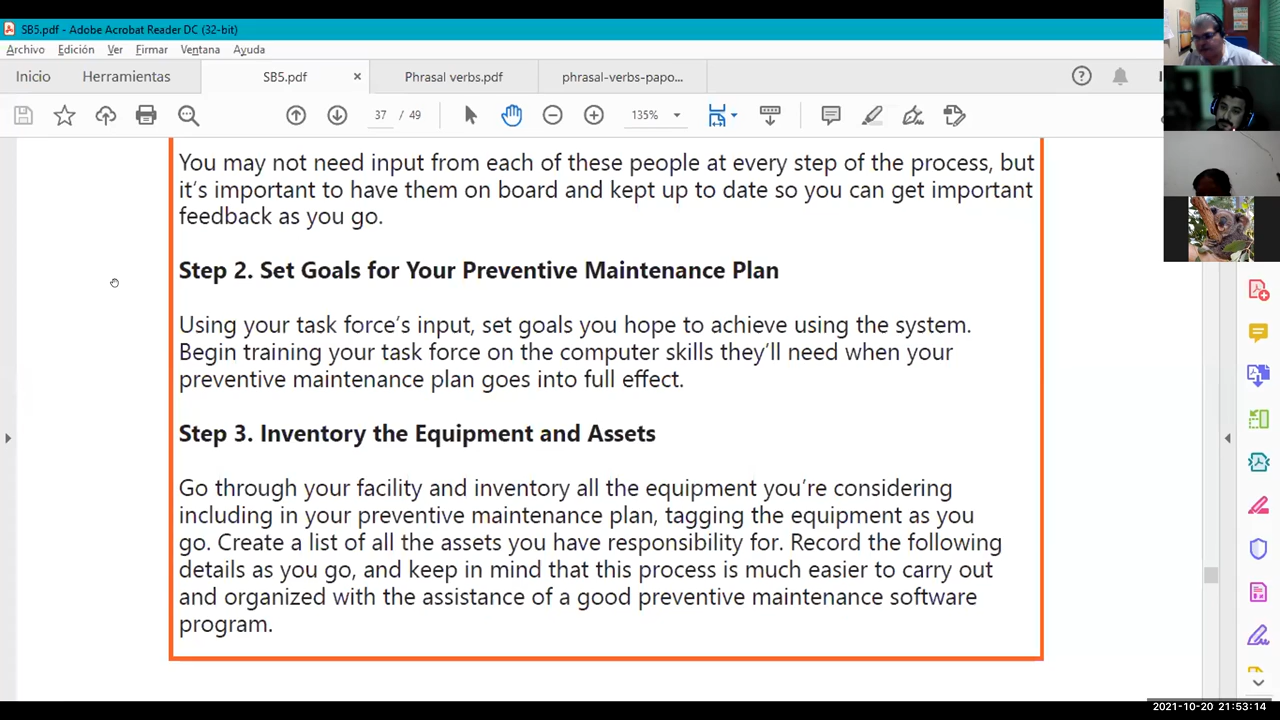 SB5.pdf - Adobe Acrobat Reader DC (32-bit)
Archivo Edición Ver Firmar Ventana Ayuda
Inicio Herramientas SB5.pdf × Phrasal verbs.pdf phrasal-verbs-papo...
37 / 49 135%
You may not need input from each of these people at every step of the process, but
it's important to have them on board and kept up to date so you can get important
feedback as you go.
Step 2. Set Goals for Your Preventive Maintenance Plan
Using your task force's input, set goals you hope to achieve using the system.
Begin training your task force on the computer skills they'll need when your
preventive maintenance plan goes into full effect.
Step 3. Inventory the Equipment and Assets
Go through your facility and inventory all the equipment you're considering
including in your preventive maintenance plan, tagging the equipment as you
go. Create a list of all the assets you have responsibility for. Record the following
details as you go, and keep in mind that this process is much easier to carry out
and organized with the assistance of a good preventive maintenance software
program.
2021-10-20 21:53:14